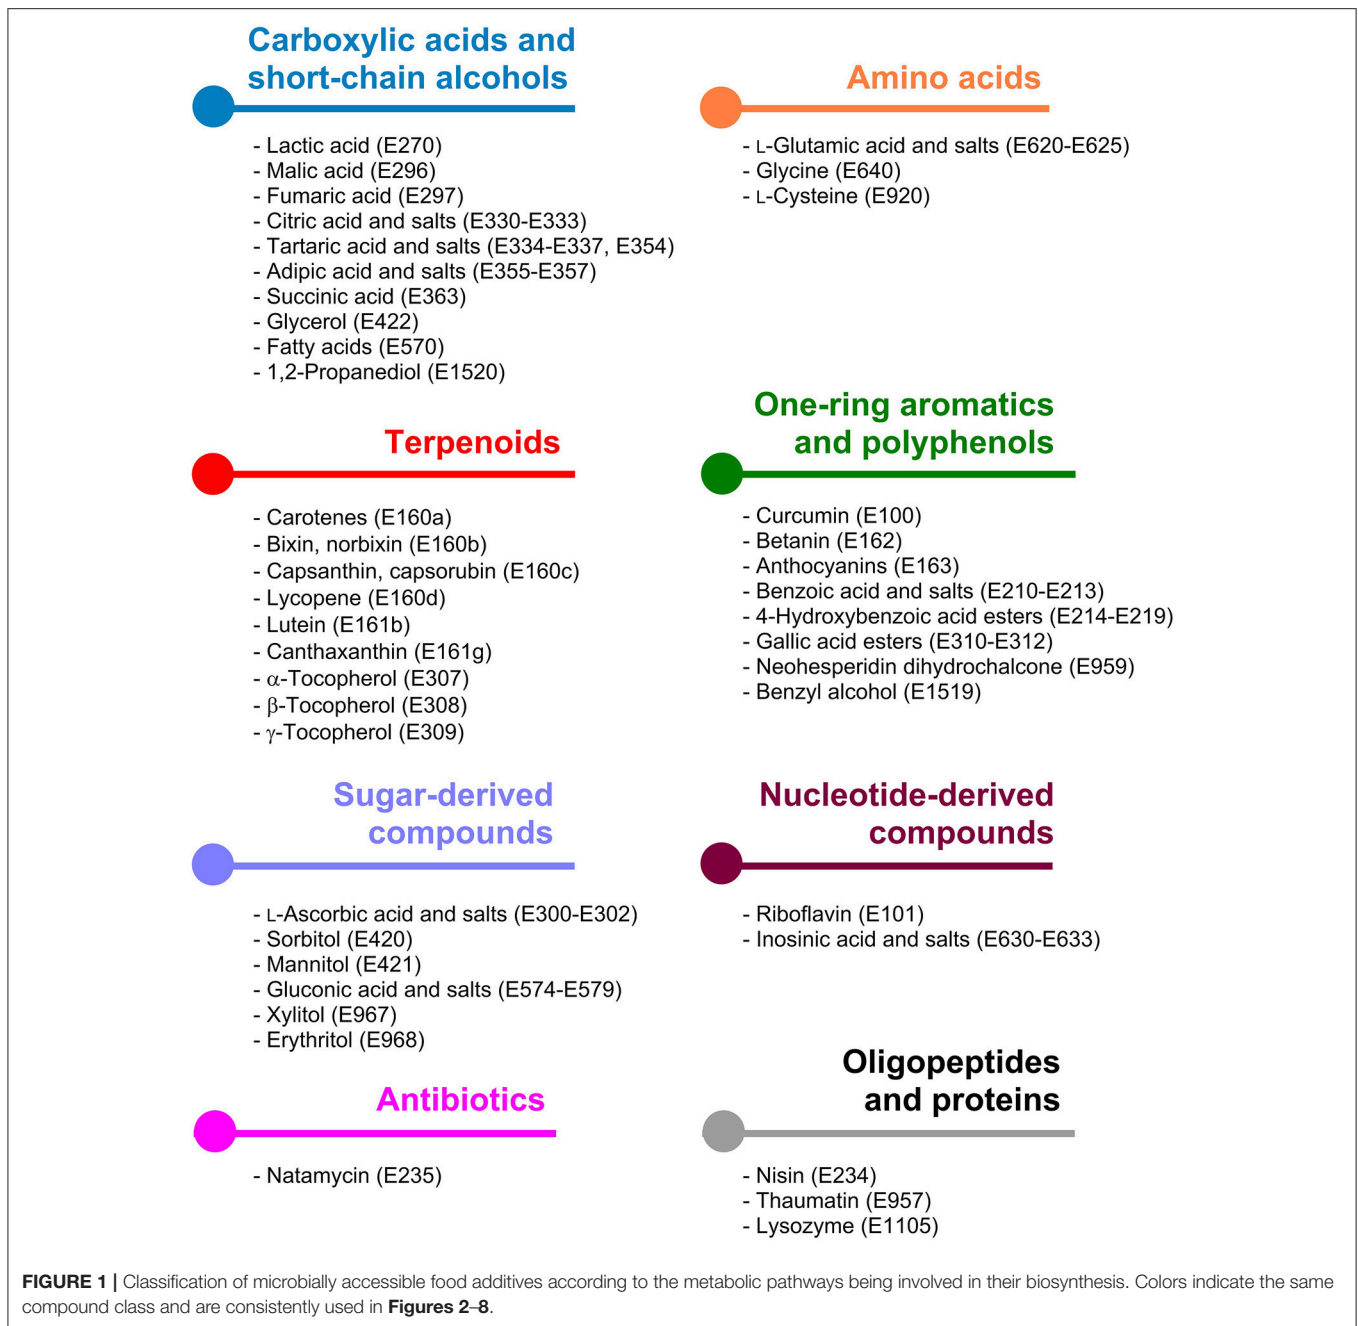 Carboxylic acids and
short-chain alcohols
- Lactic acid (E270)
- Malic acid (E296)
- Fumaric acid (E297)
- Citric acid and salts (E330-E333)
- Tartaric acid and salts (E334-E337, E354)
- Adipic acid and salts (E355-E357)
- Succinic acid (E363)
- Glycerol (E422)
- Fatty acids (E570)
- 1,2-Propanediol (E1520)
Amino acids
- L-Glutamic acid and salts (E620-E625)
- Glycine (E640)
- L-Cysteine (E920)
Terpenoids
- Carotenes (E160a)
- Bixin, norbixin (E160b)
- Capsanthin, capsorubin (E160c)
- Lycopene (E160d)
- Lutein (E161b)
- Canthaxanthin (E161g)
- α-Tocopherol (E307)
- β-Tocopherol (E308)
- γ-Tocopherol (E309)
One-ring aromatics
and polyphenols
- Curcumin (E100)
- Betanin (E162)
- Anthocyanins (E163)
- Benzoic acid and salts (E210-E213)
- 4-Hydroxybenzoic acid esters (E214-E219)
- Gallic acid esters (E310-E312)
- Neohesperidin dihydrochalcone (E959)
- Benzyl alcohol (E1519)
Sugar-derived
compounds
- L-Ascorbic acid and salts (E300-E302)
- Sorbitol (E420)
- Mannitol (E421)
- Gluconic acid and salts (E574-E579)
- Xylitol (E967)
- Erythritol (E968)
Nucleotide-derived
compounds
- Riboflavin (E101)
- Inosinic acid and salts (E630-E633)
Antibiotics
- Natamycin (E235)
Oligopeptides
and proteins
- Nisin (E234)
- Thaumatin (E957)
- Lysozyme (E1105)
FIGURE 1 | Classification of microbially accessible food additives according to the metabolic pathways being involved in their biosynthesis. Colors indicate the same
compound class and are consistently used in Figures 2–8.